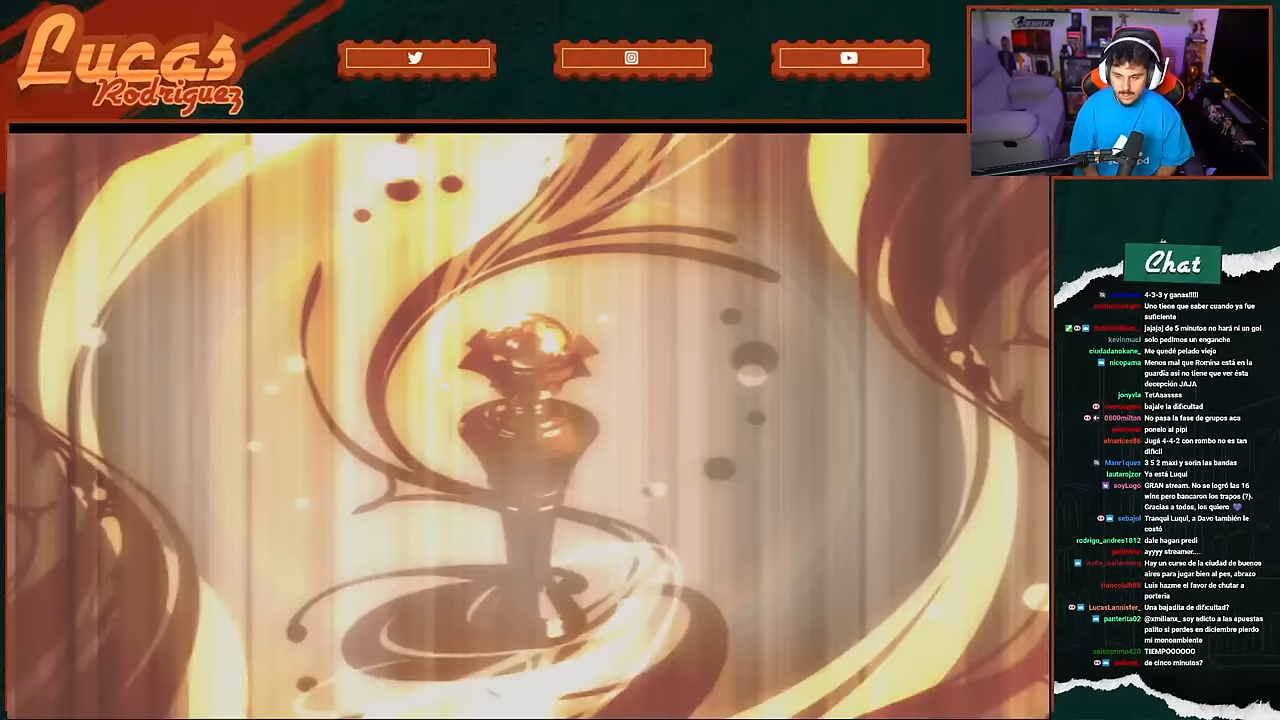 Lucas
Rodriguez
Chat
4-3-3 y ganas!!!!!
Uno tiene que saber cuando ya fue
suficiente
jajajaj de 5 minutos no hará ni un gol
kevinmacl solo pedimos un enganche
ciudadanokane_ Me quedé pelado viejo
nicopama Menos mal que Romina está en la
guardia asi no tiene que ver ésta
decepción JAJA
jonyvla TetAaassss
bajale la dificultad
0800milton No pasa la fase de grupos aca
ponelo al pipi
elnarices86 Jugá 4-4-2 con rombo no es tan
dificil
Manr1ques 3 5 2 maxi y sorin las bandas
lautarojzor Ya está Luqui
soyLogo GRAN stream. No se logró las 16
wins pero bancaron los trapos (?).
Gracias a todos, los quiero
sebajol Tranqui Luqui, a Davo también le
costó
rodrigo_andres1812 dale hagan predi
ayyyy streamer....
Hay un curso de la ciudad de buenos
aires para jugar bien al pes, abrazo
Luis hazme el favor de chutar a
porteria
LucasLannister_ Una bajadita de dificultad?
panterita02 @xmillanx_ soy adicto a las apuestas
palito si perdes en diciembre pierdo
mi monoambiente
saikoprimo420 TIEMPOOOOOO
de cinco minutos?